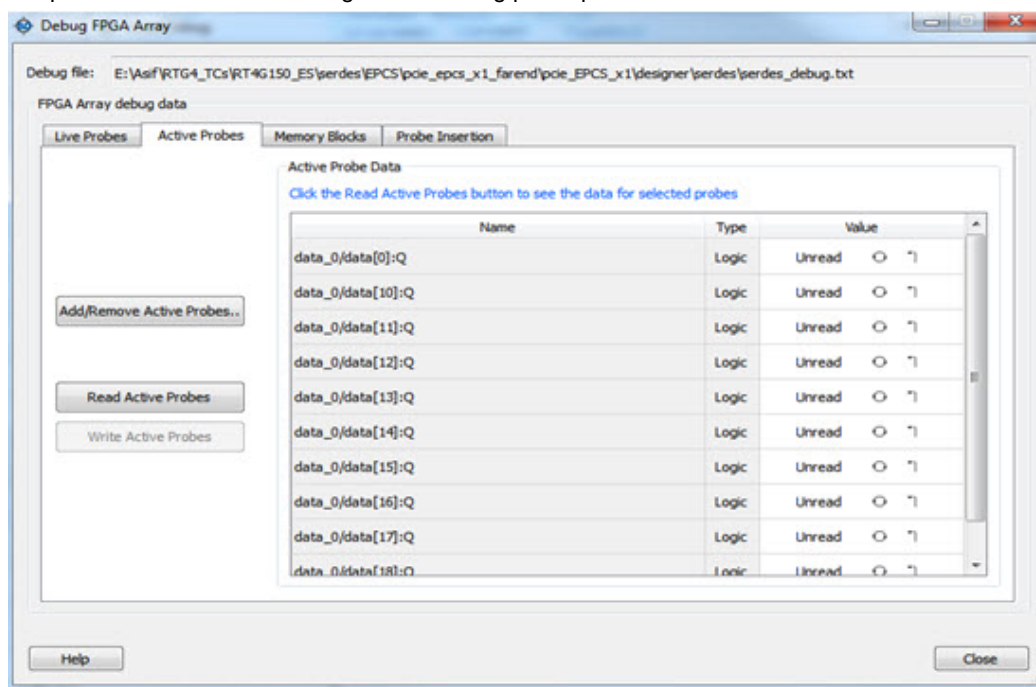 Debug FPGA Array
Debug file: E:\Asif\RTG4_TCs\RT4G150_ES\serdes\EPCS\pcie_epcs_x1_farend\pcie_EPCS_x1\designer\serdes\serdes_debug.txt
FPGA Array debug data
Live Probes Active Probes Memory Blocks Probe Insertion
Active Probe Data
Click the Read Active Probes button to see the data for selected probes
Name Type Value
data_0/data[0]:Q Logic Unread
data_0/data[10]:Q Logic Unread
Add/Remove Active Probes..
data_0/data[11]:Q Logic Unread
data_0/data[12]:Q Logic Unread
Read Active Probes
data_0/data[13]:Q Logic Unread
Write Active Probes
data_0/data[14]:Q Logic Unread
data_0/data[15]:Q Logic Unread
data_0/data[16]:Q Logic Unread
data_0/data[17]:Q Logic Unread
data_0/data[18]:Q Logic Unread
Help Close